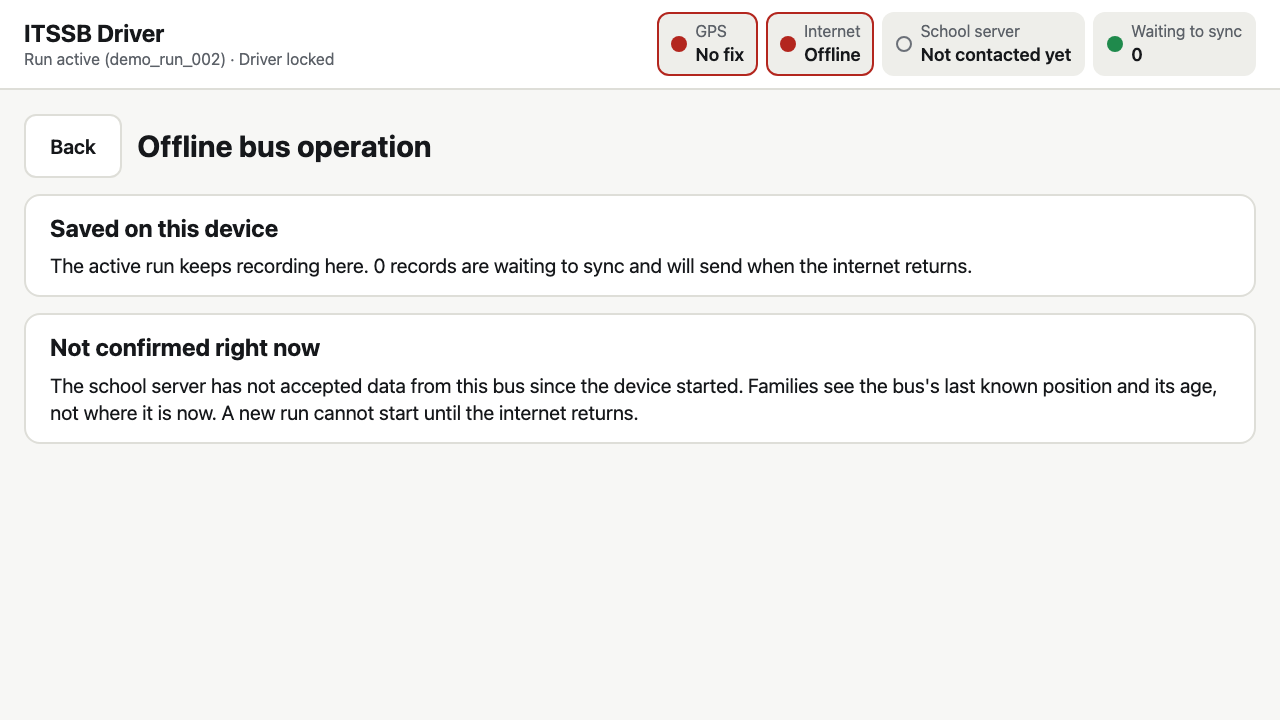 ITSSB Driver
Run active (demo_run_002) · Driver locked
GPS
No fix
Internet
Offline
School server
Not contacted yet
Waiting to sync
0
Back
Offline bus operation
Saved on this device
The active run keeps recording here. 0 records are waiting to sync and will send when the internet returns.
Not confirmed right now
The school server has not accepted data from this bus since the device started. Families see the bus's last known position and its age,
not where it is now. A new run cannot start until the internet returns.